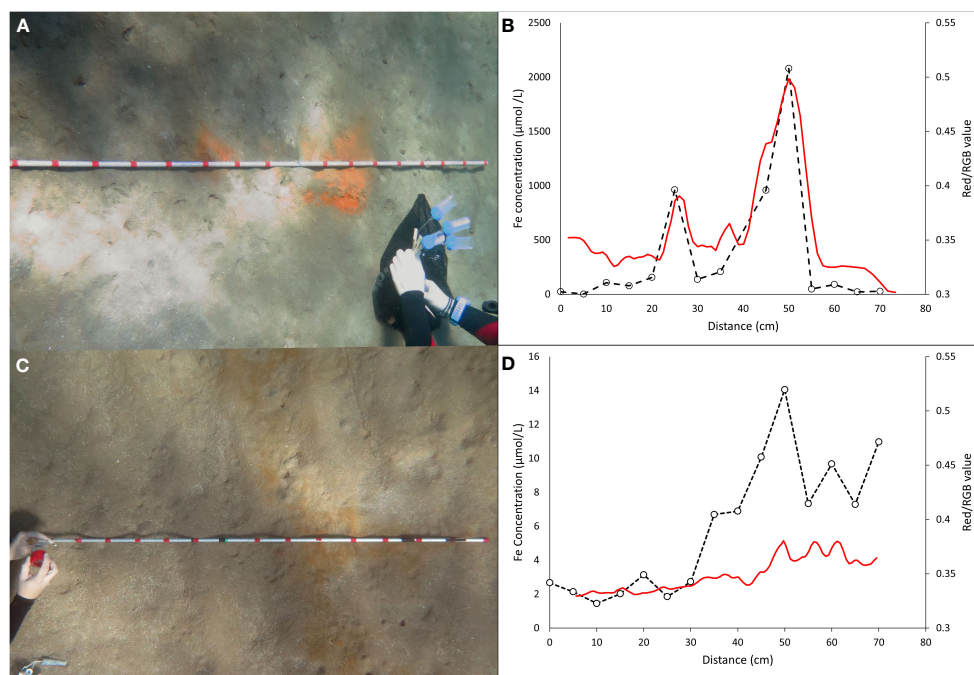 A
B
2500
2000
1500
1000
500
0
Fe concentration (µmol /L)
0.55
0.5
0.45
0.4
0.35
0.3
Red/RGB value
0 10 20 30 40 50 60 70 80
Distance (cm)
C
D
16
14
12
10
8
6
4
2
0
Fe Concentration (µmol/L)
0.55
0.5
0.45
0.4
0.35
0.3
Red/RGB value
0 10 20 30 40 50 60 70 80
Distance (cm)